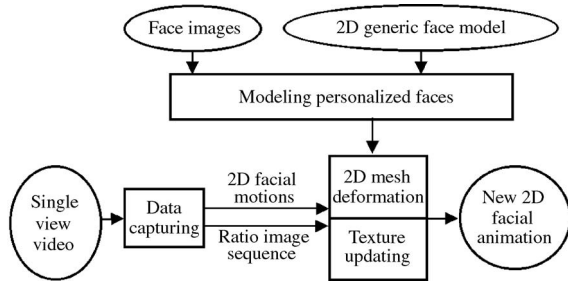 Face images
2D generic face model
Modeling personalized faces
Single
view
video
Data
capturing
2D facial
motions
Ratio image
sequence
2D mesh
deformation
Texture
updating
New 2D
facial
animation